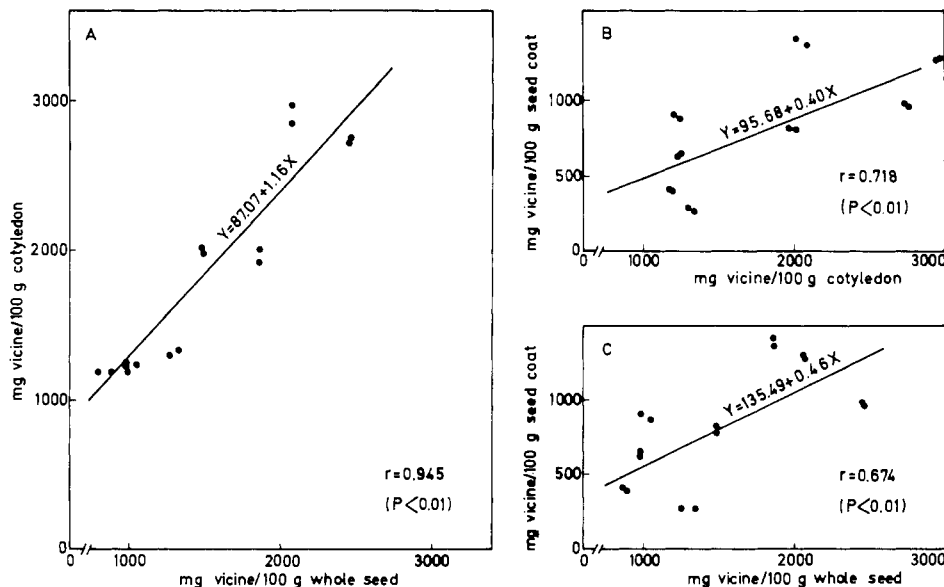 A
mg vicine/100 g cotyledon
3000
2000
1000
0
Y=87.07+1.16X
r=0.945
(P<0.01)
0 1000 2000 3000
mg vicine/100 g whole seed
B
mg vicine/100 g seed coat
1000
500
0
Y=95.68+0.40X
r=0.718
(P<0.01)
0 1000 2000 3000
mg vicine/100 g cotyledon
C
mg vicine/100 g seed coat
1000
500
0
Y=135.49+0.46X
r=0.674
(P<0.01)
0 1000 2000 3000
mg vicine/100 g whole seed